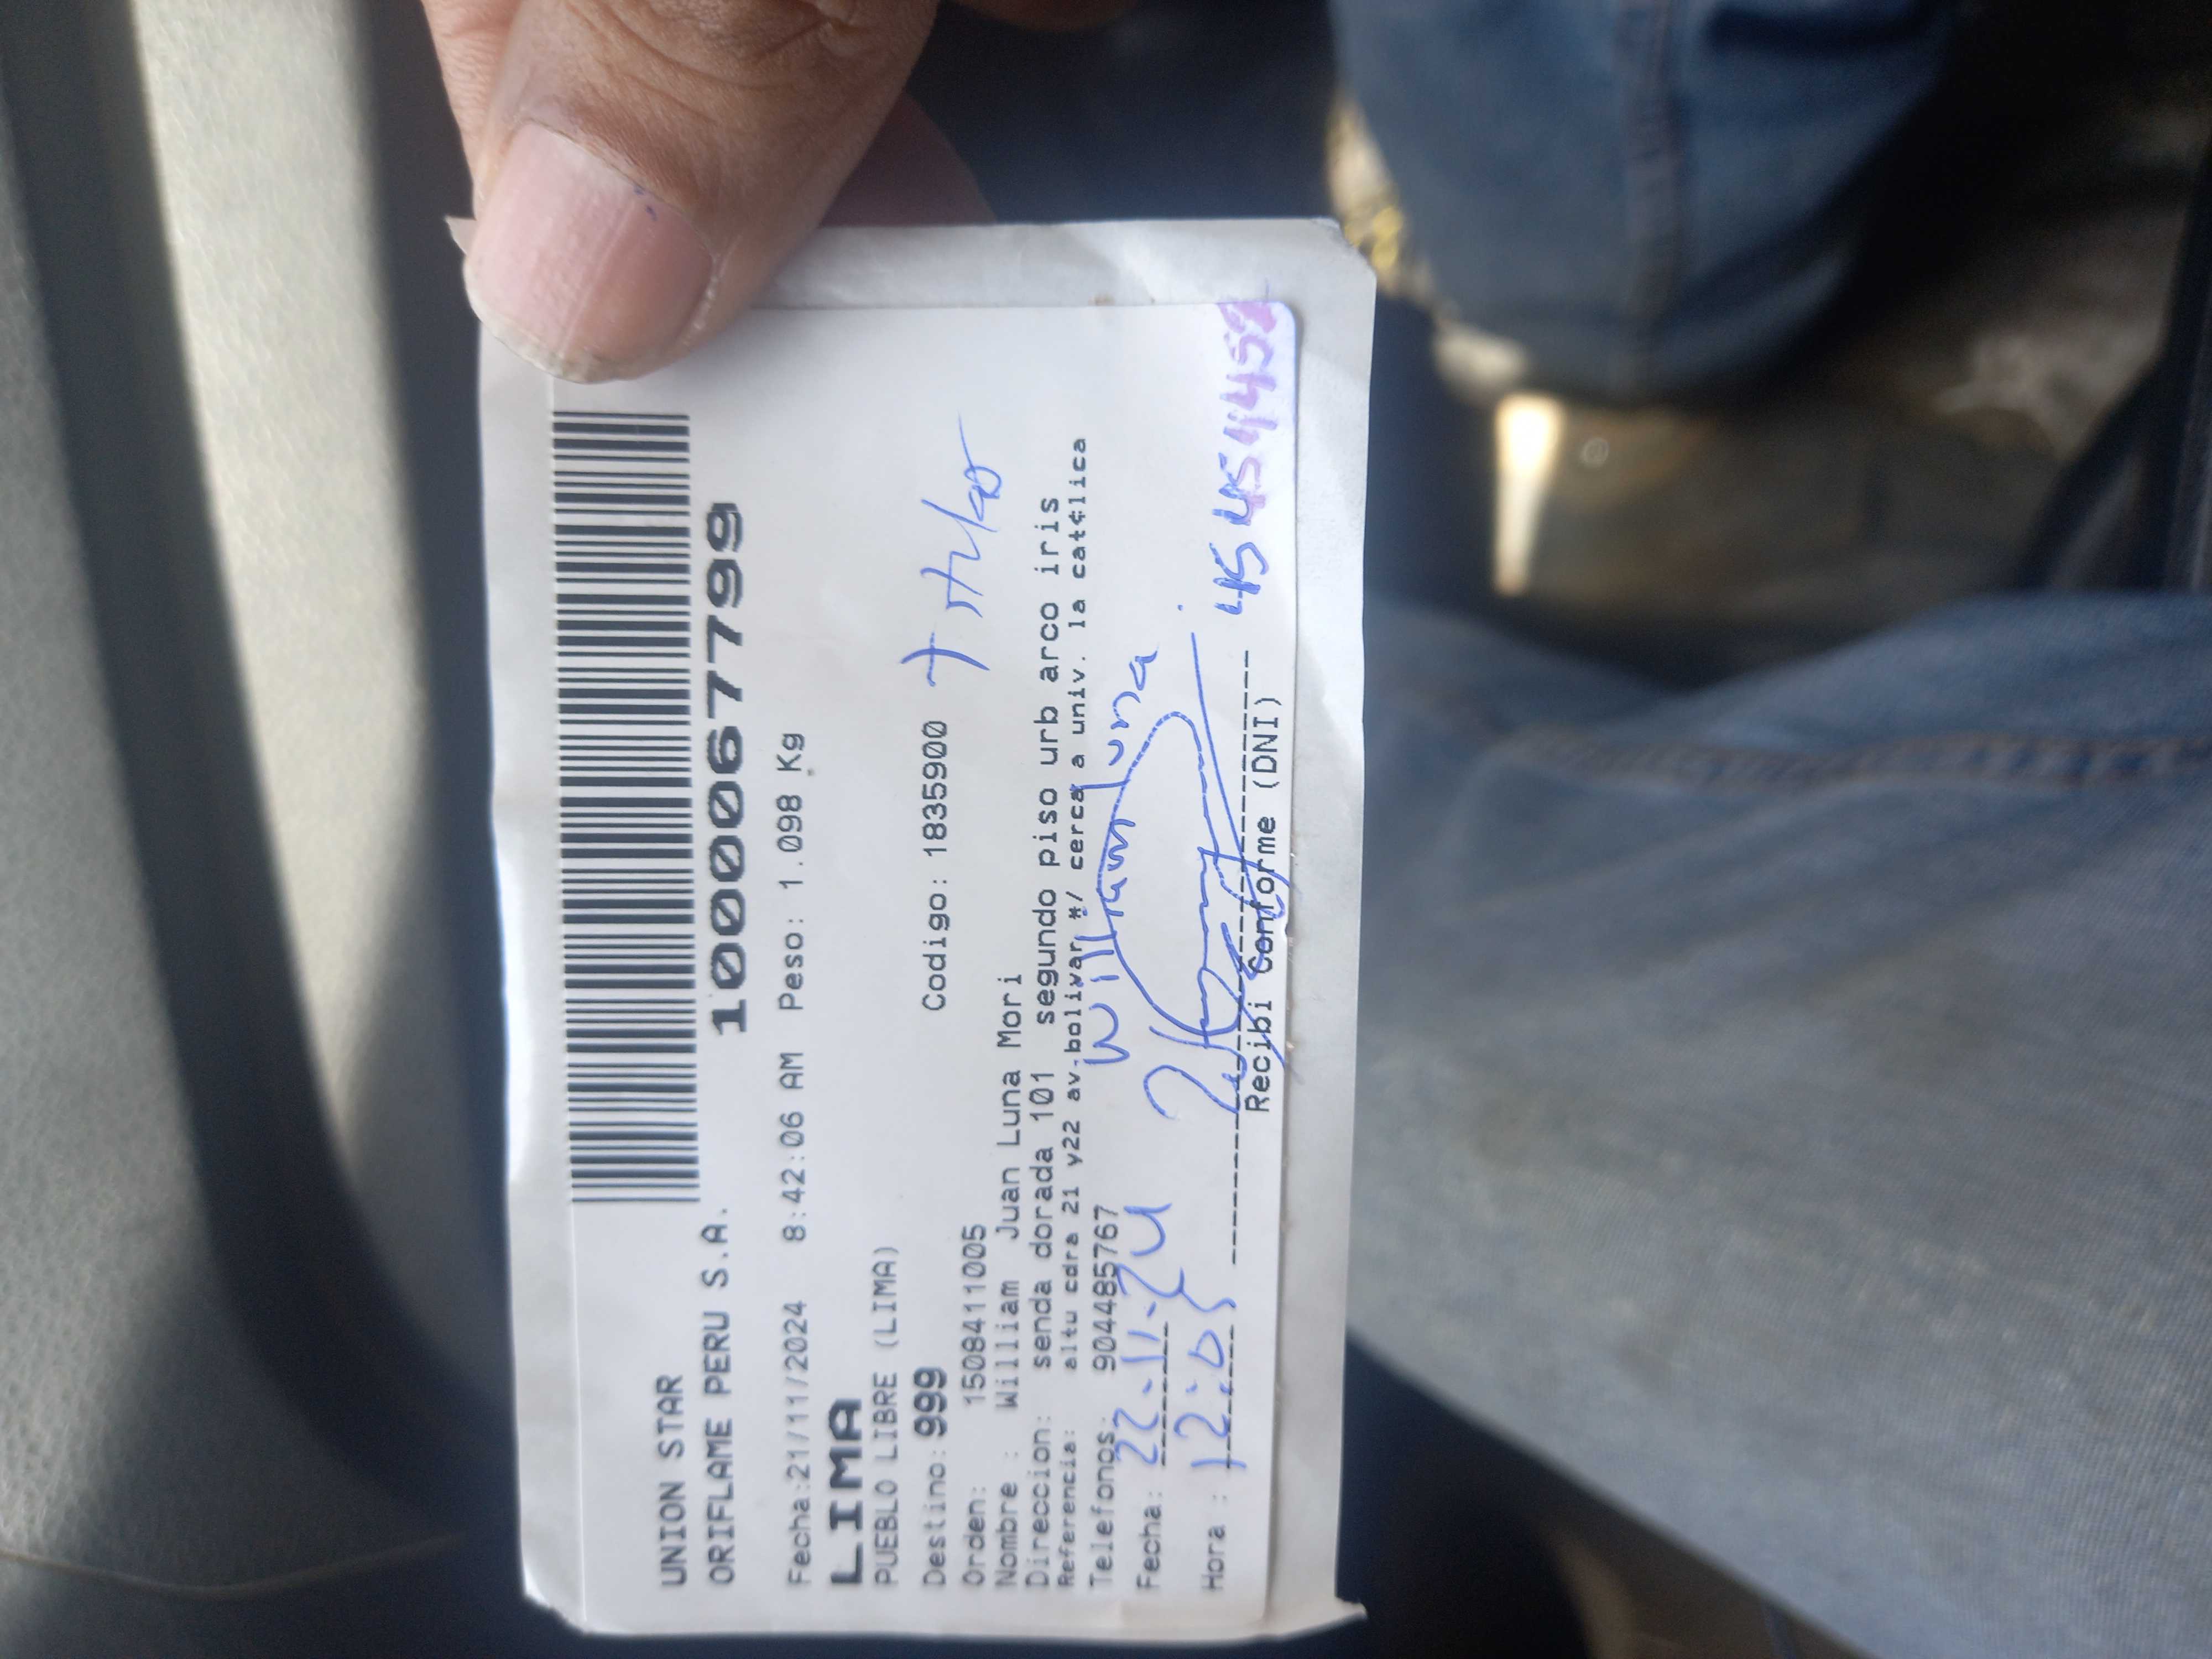 UNION STAR
ORIFLAME PERU S.A.
1000677799
Fecha:21/11/2024 8:42:06 AM Peso: 1.098 Kg
LIMA
PUEBLO LIBRE (LIMA)
Destino: 999 Codigo: 1835900
Orden: 1508411005
Nombre : William Juan Luna Mori
Direccion: senda dorada 101 segundo piso urb arco iris
Referencia: altu cdra 21 y22 av.bolivar #/ cerca a univ. la cat¢lica
Telefonos: 904485767
William Luna
Fecha: 22.11.24
Hora : 12:05
Recibi Conforme (DNI)